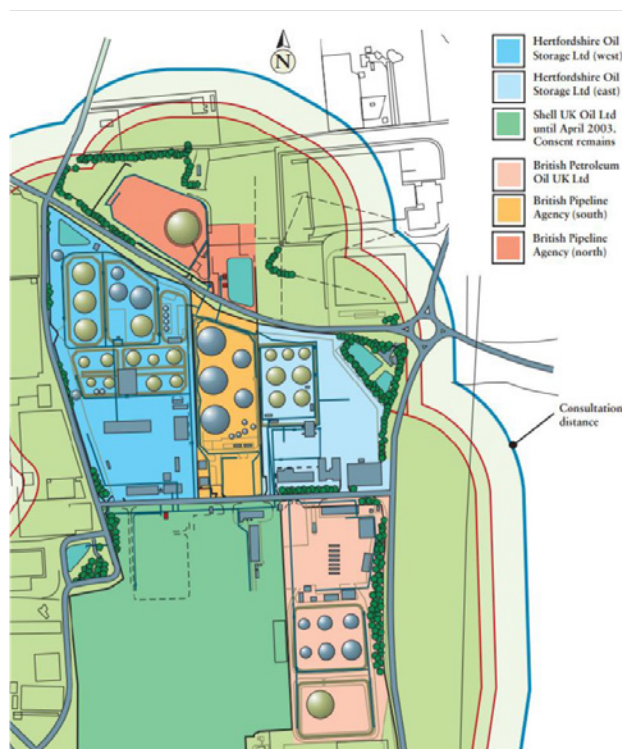 N
Hertfordshire Oil
Storage Ltd (west)
Hertfordshire Oil
Storage Ltd (east)
Shell UK Oil Ltd
until April 2003.
Consent remains
British Petroleum
Oil UK Ltd
British Pipeline
Agency (south)
British Pipeline
Agency (north)
Consultation
distance